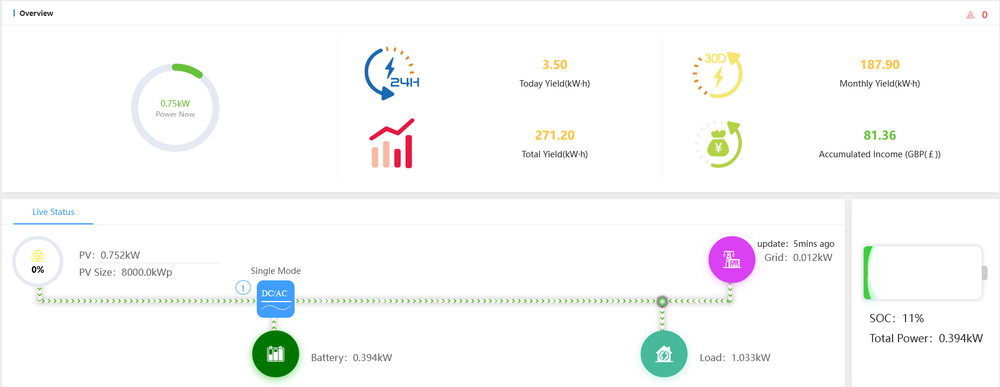 Overview
0
0.75kW
Power Now
24H
3.50
Today Yield(kW·h)
30D
187.90
Monthly Yield(kW·h)
271.20
Total Yield(kW·h)
¥
81.36
Accumulated Income (GBP(£))
Live Status
0%
PV: 0.752kW
PV Size: 8000.0kWp
Single Mode
1
DC/AC
update: 5mins ago
Grid: 0.012kW
Battery: 0.394kW
Load: 1.033kW
SOC: 11%
Total Power: 0.394kW